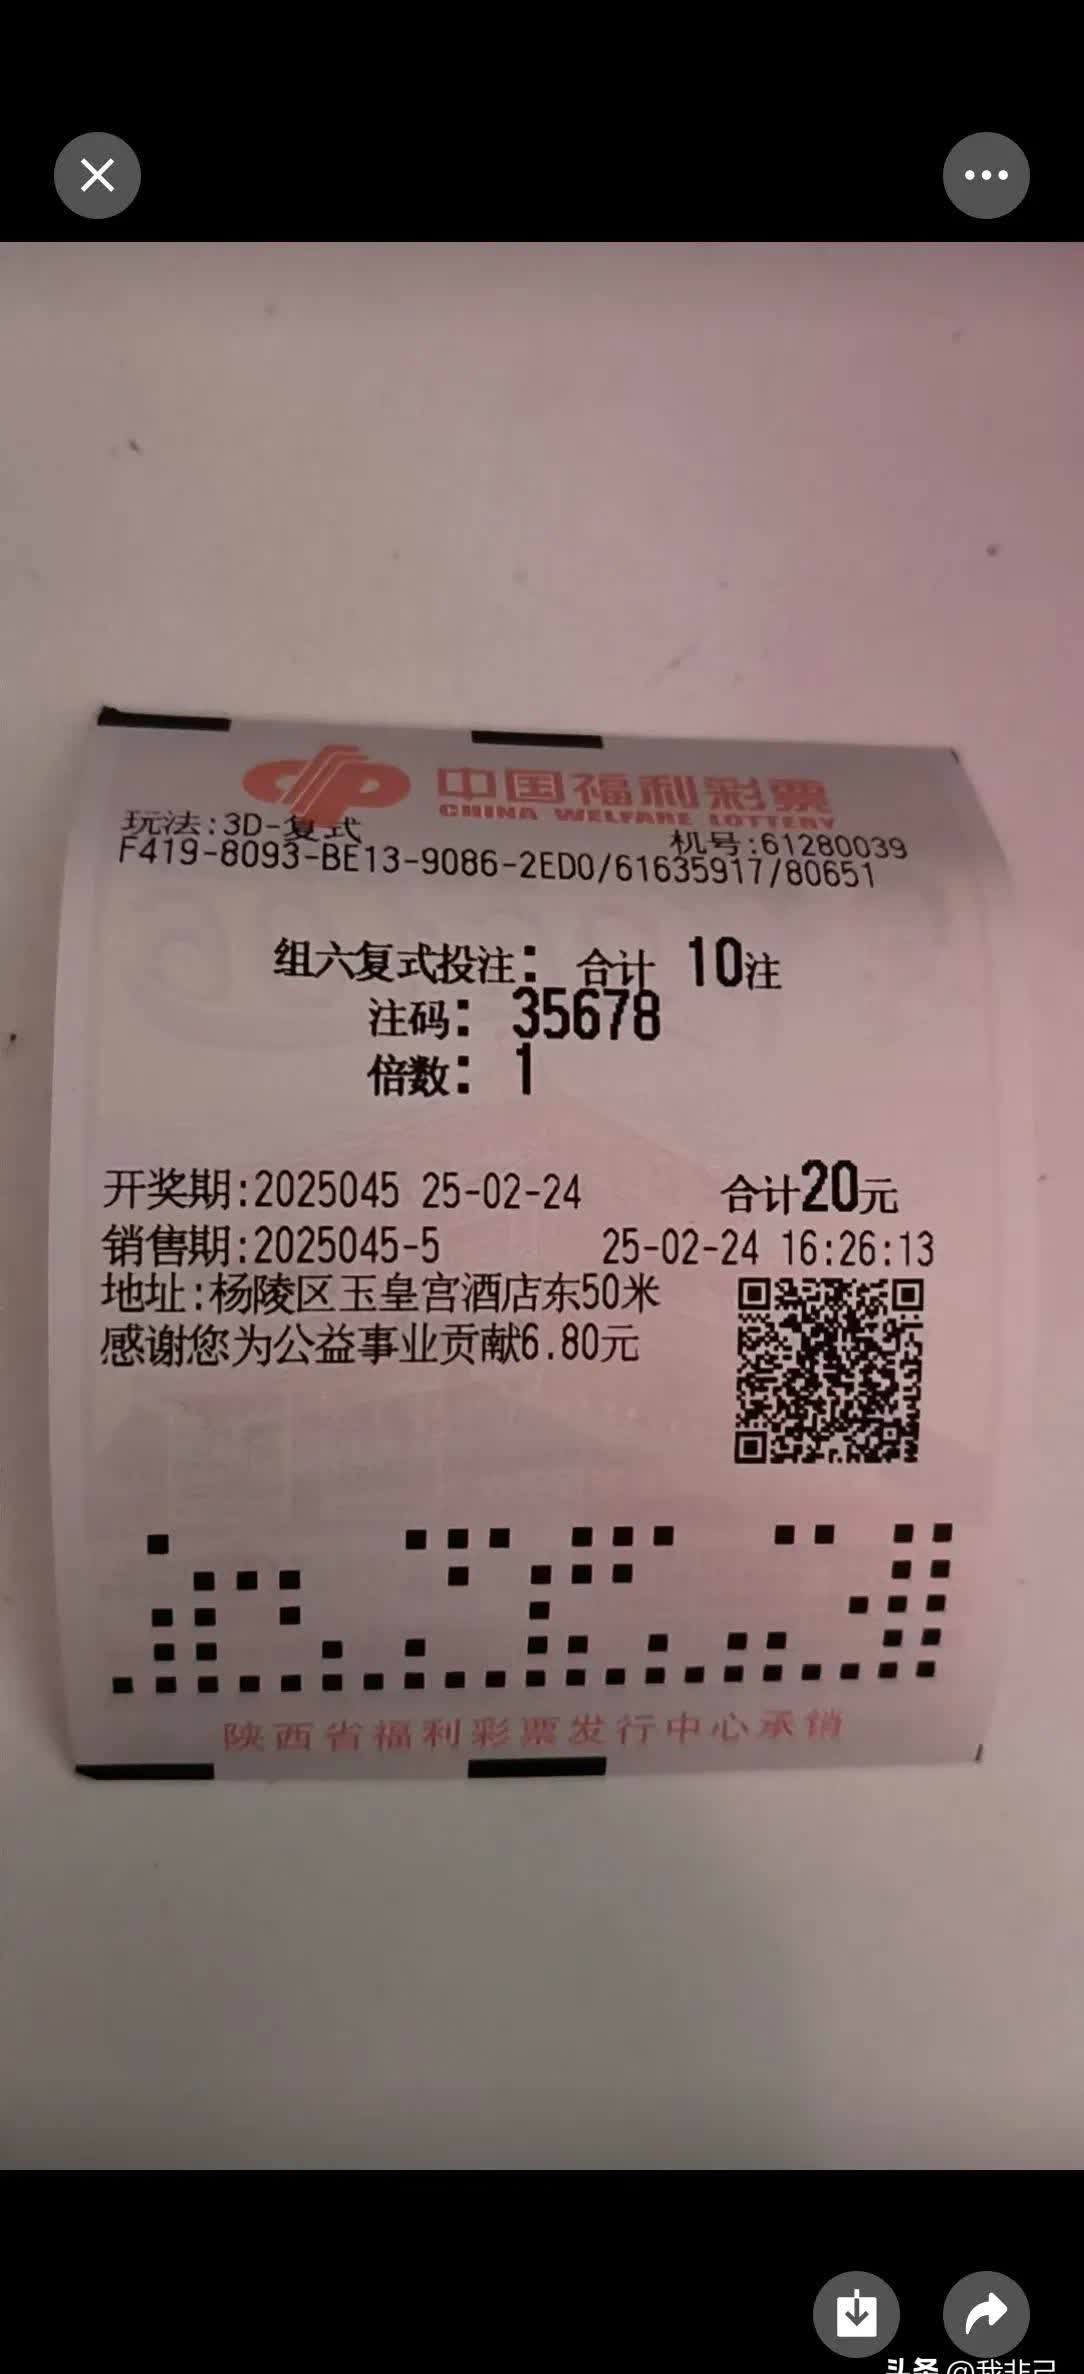 中国福利彩票
CHINA WELFARE LOTTERY
玩法:3D-复式
机号:61280039
F419-8093-BE13-9086-2ED0/61635917/80651
组六复式投注: 合计 10注
注码: 35678
倍数: 1
开奖期:2025045 25-02-24 合计20元
销售期:2025045-5 25-02-24 16:26:13
地址:杨陵区玉皇宫酒店东50米
感谢您为公益事业贡献6.80元
陕西省福利彩票发行中心承销
头条 @我非己